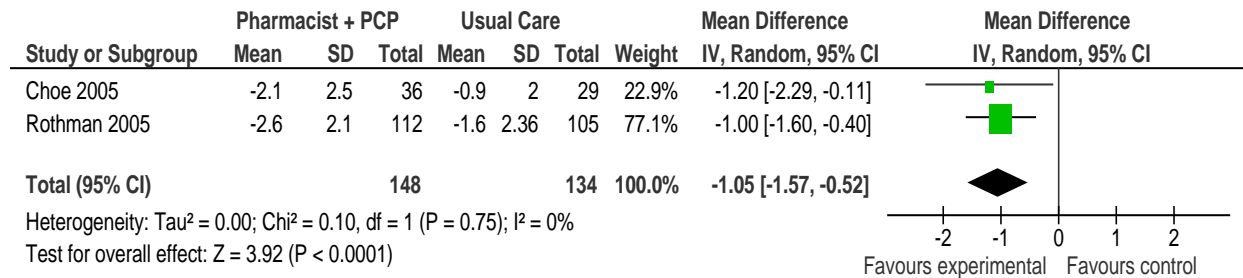 Pharmacist + PCP Usual Care Mean Difference Mean Difference
Study or Subgroup Mean SD Total Mean SD Total Weight IV, Random, 95% CI IV, Random, 95% CI
Choe 2005 -2.1 2.5 36 -0.9 2 29 22.9% -1.20 [-2.29, -0.11]
Rothman 2005 -2.6 2.1 112 -1.6 2.36 105 77.1% -1.00 [-1.60, -0.40]
Total (95% CI) 148 134 100.0% -1.05 [-1.57, -0.52]
Heterogeneity: Tau² = 0.00; Chi² = 0.10, df = 1 (P = 0.75); I² = 0%
Test for overall effect: Z = 3.92 (P < 0.0001)
-2 -1 0 1 2
Favours experimental Favours control